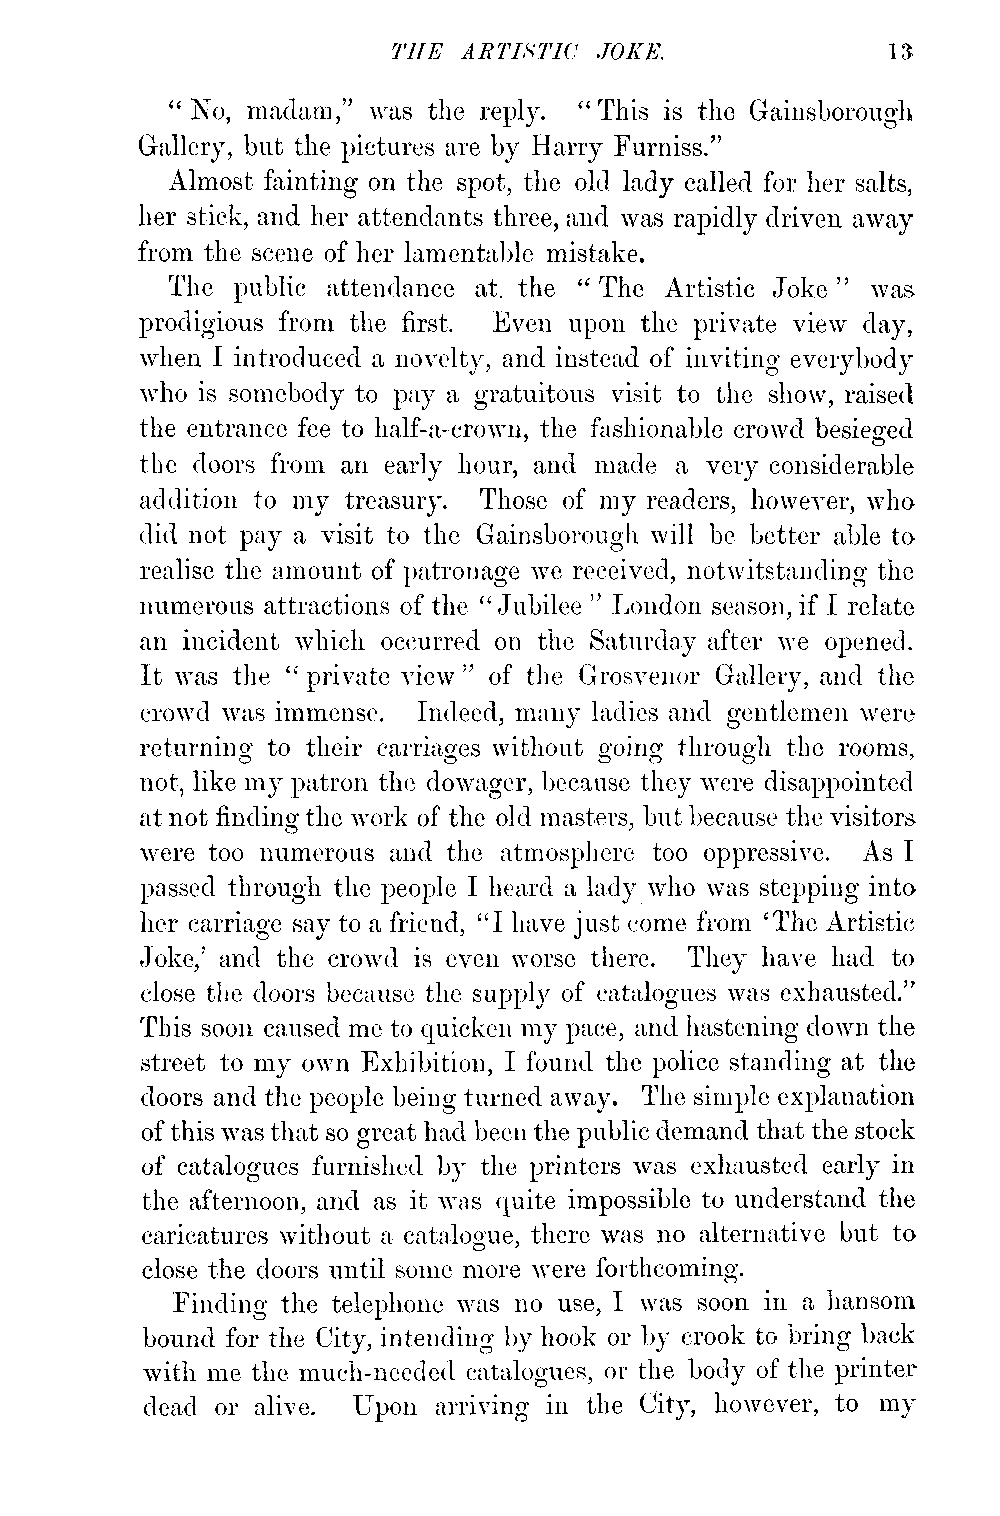 THE ARTISTIC JOKE. 13
“ No, madam,” was the reply. “ This is the Gainsborough
Gallery, but the pictures are by Harry Furniss.”
Almost fainting on the spot, the old lady called for her salts,
her stick, and her attendants three, and was rapidly driven away
from the scene of her lamentable mistake.
The public attendance at. the “ The Artistic Joke ” was
prodigious from the first. Even upon the private view day,
when I introduced a novelty, and instead of inviting everybody
who is somebody to pay a gratuitous visit to the show, raised
the entrance fee to half-a-crown, the fashionable crowd besieged
the doors from an early hour, and made a very considerable
addition to my treasury. Those of my readers, however, who
did not pay a visit to the Gainsborough will be better able to
realise the amount of patronage we received, notwitstanding the
numerous attractions of the “ Jubilee ” London season, if I relate
an incident which occurred on the Saturday after we opened.
It was the “ private view ” of the Grosvenor Gallery, and the
crowd was immense. Indeed, many ladies and gentlemen were
returning to their carriages without going through the rooms,
not, like my patron the dowager, because they were disappointed
at not finding the work of the old masters, but because the visitors
were too numerous and the atmosphere too oppressive. As I
passed through the people I heard a lady who was stepping into
her carriage say to a friend, “I have just come from ‘The Artistic
Joke,’ and the crowd is even worse there. They have had to
close the doors because the supply of catalogues was exhausted.”
This soon caused me to quicken my pace, and hastening down the
street to my own Exhibition, I found the police standing at the
doors and the people being turned away. The simple explanation
of this was that so great had been the public demand that the stock
of catalogues furnished by the printers was exhausted early in
the afternoon, and as it was quite impossible to understand the
caricatures without a catalogue, there was no alternative but to
close the doors until some more were forthcoming.
Finding the telephone was no use, I was soon in a hansom
bound for the City, intending by hook or by crook to bring back
with me the much-needed catalogues, or the body of the printer
dead or alive. Upon arriving in the City, however, to my